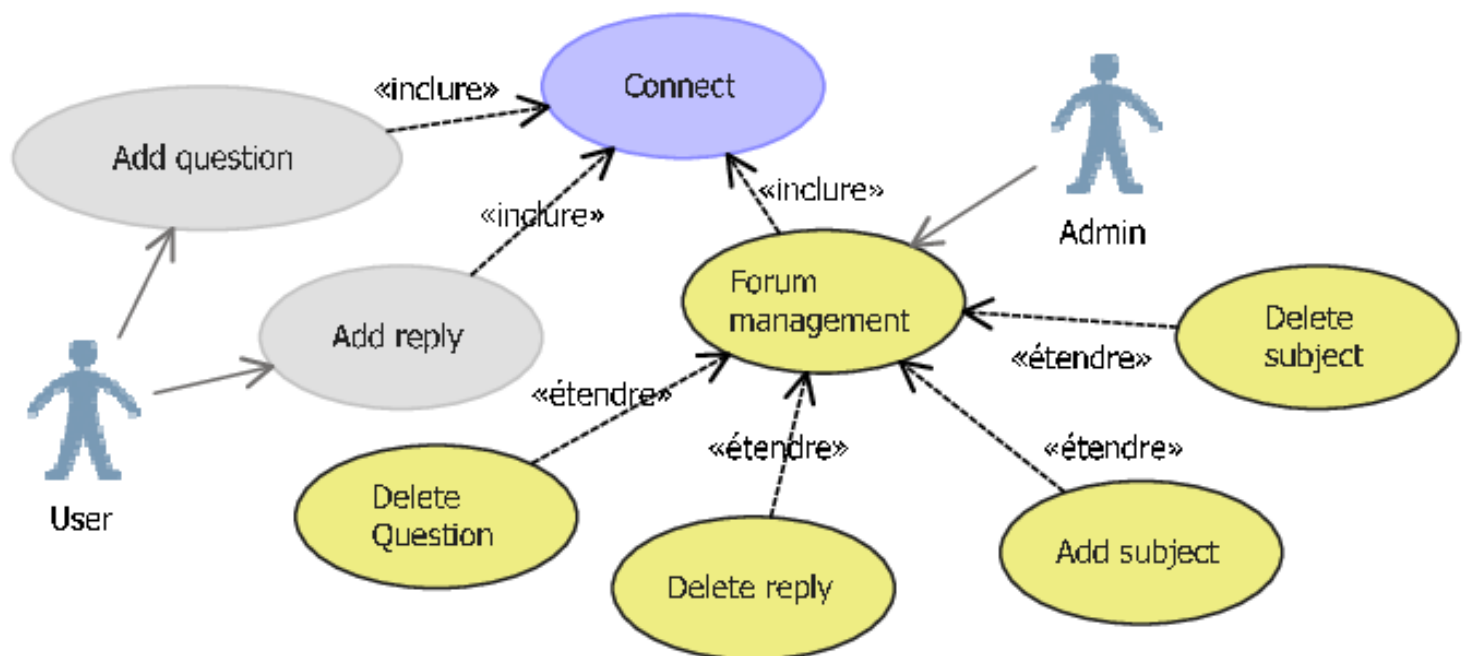 «inclure»
Connect
Add question
«inclure»
«inclure»
Admin
Forum
management
Add reply
Delete
subject
«étendre»
«étendre»
«étendre»
«étendre»
User
Delete
Question
Delete reply
Add subject